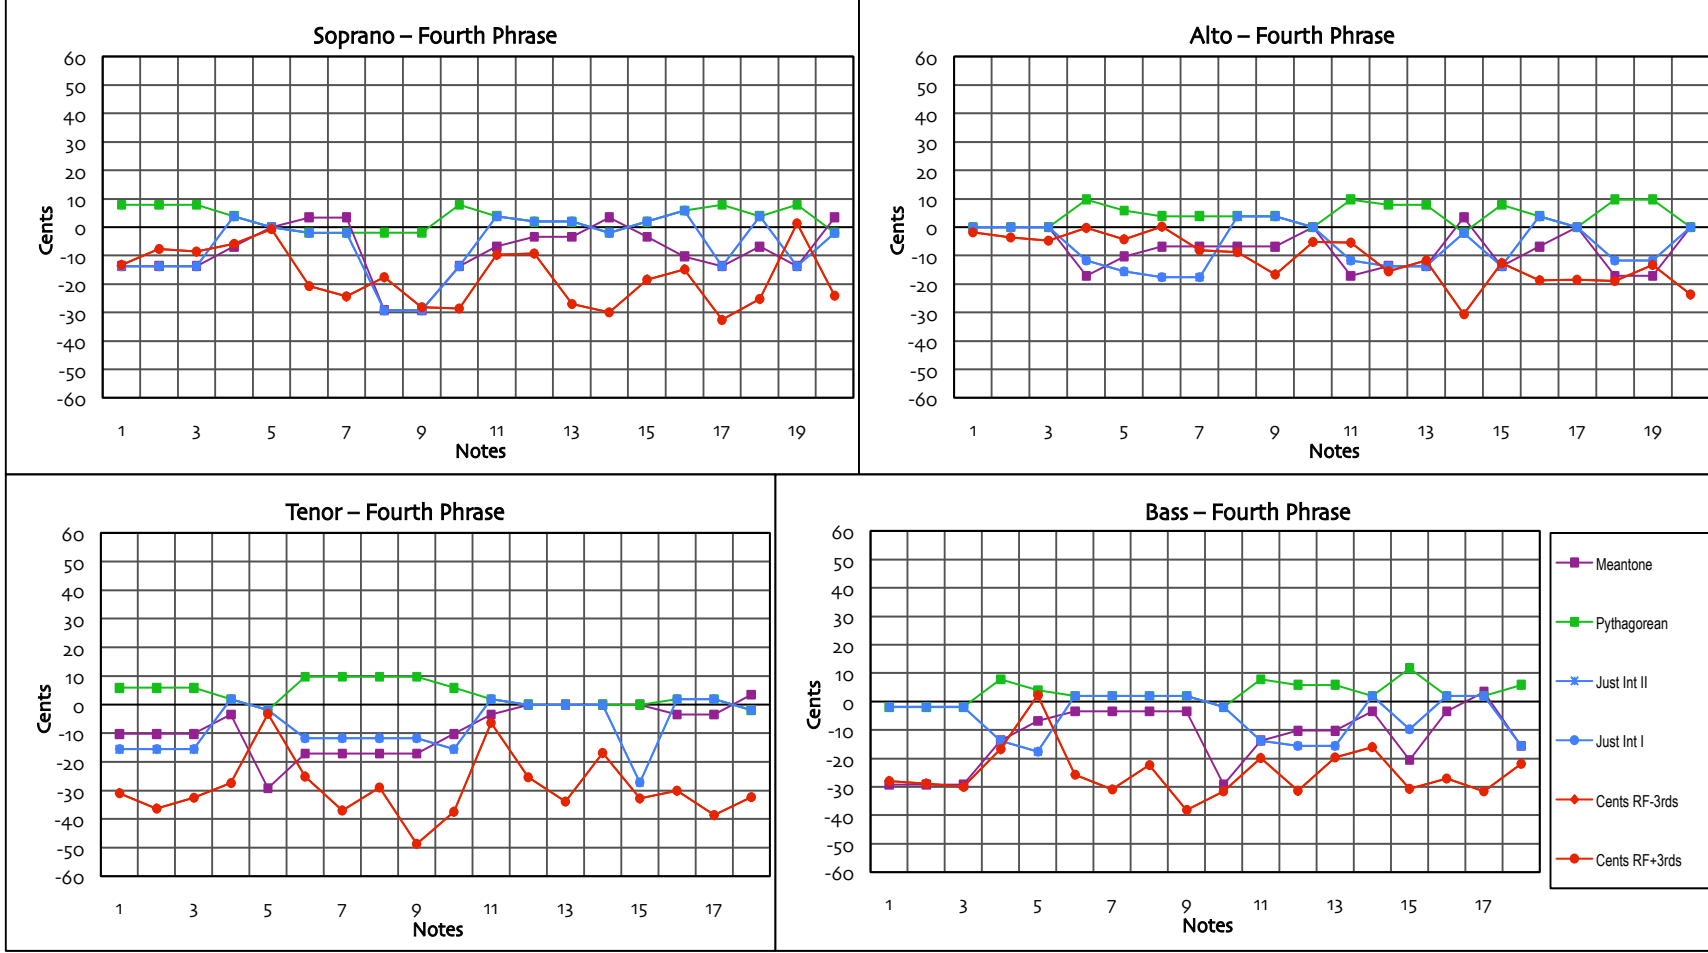 Soprano – Fourth Phrase
60
50
40
30
20
10
0
-10
-20
-30
-40
-50
-60
Cents
1 3 5 7 9 11 13 15 17 19
Notes
Alto – Fourth Phrase
60
50
40
30
20
10
0
-10
-20
-30
-40
-50
-60
Cents
1 3 5 7 9 11 13 15 17 19
Notes
Tenor – Fourth Phrase
60
50
40
30
20
10
0
-10
-20
-30
-40
-50
-60
Cents
1 3 5 7 9 11 13 15 17
Notes
Bass – Fourth Phrase
60
50
40
30
20
10
0
-10
-20
-30
-40
-50
-60
Cents
1 3 5 7 9 11 13 15 17
Notes
Meantone
Pythagorean
Just Int II
Just Int I
Cents RF-3rds
Cents RF+3rds